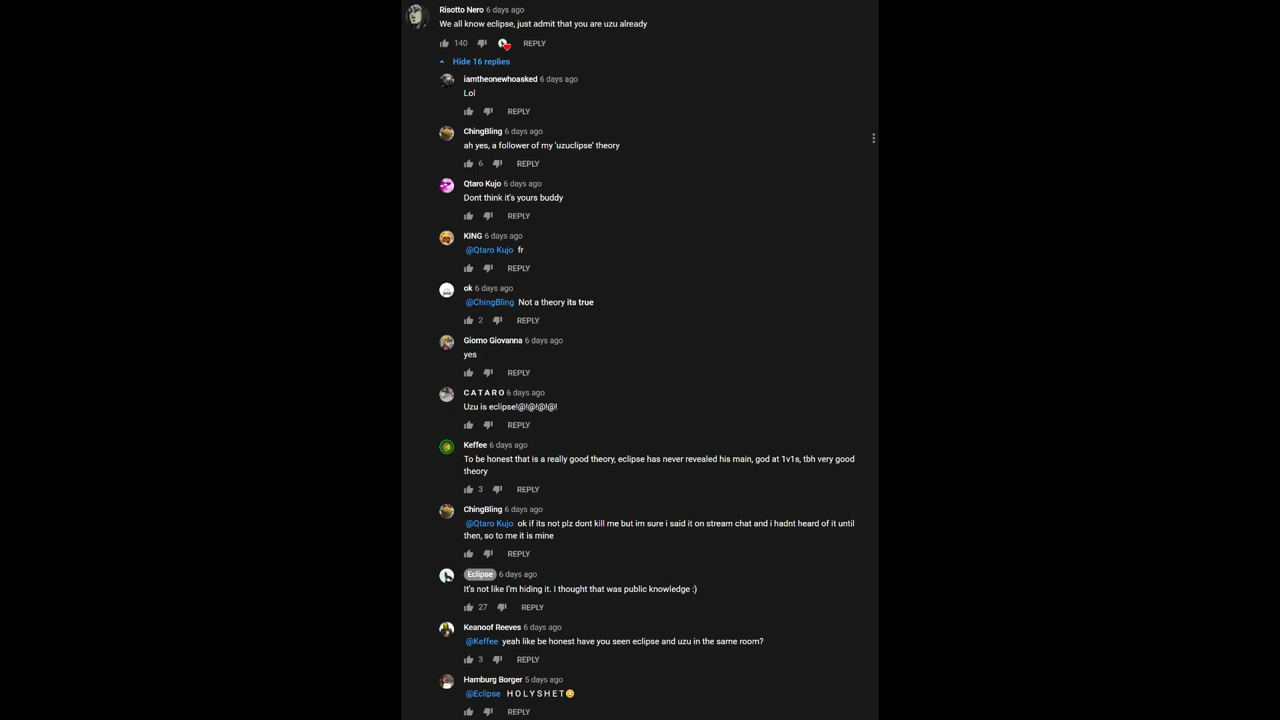 Risotto Nero 6 days ago
We all know eclipse, just admit that you are uzu already
140 REPLY
Hide 16 replies
iamtheonewhoasked 6 days ago
Lol
REPLY
ChingBling 6 days ago
ah yes, a follower of my 'uzuclipse' theory
6 REPLY
Qtaro Kujo 6 days ago
Dont think it's yours buddy
REPLY
KING 6 days ago
@Qtaro Kujo fr
REPLY
ok 6 days ago
@ChingBling Not a theory its true
2 REPLY
Giorno Giovanna 6 days ago
yes
REPLY
C A T A R O 6 days ago
Uzu is eclipse!@!@!@!@!
REPLY
Keffee 6 days ago
To be honest that is a really good theory, eclipse has never revealed his main, god at 1v1s, tbh very good
theory
3 REPLY
ChingBling 6 days ago
@Qtaro Kujo ok if its not plz dont kill me but im sure i said it on stream chat and i hadnt heard of it until
then, so to me it is mine
REPLY
Eclipse 6 days ago
It's not like I'm hiding it. I thought that was public knowledge :)
27 REPLY
Keanoof Reeves 6 days ago
@Keffee yeah like be honest have you seen eclipse and uzu in the same room?
3 REPLY
Hamburg Borger 5 days ago
@Eclipse H O L Y S H E T😳
REPLY